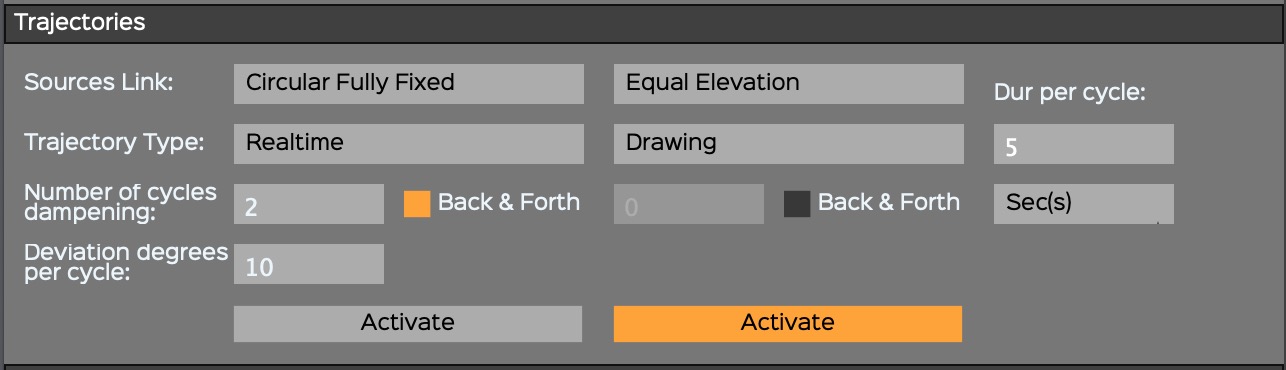 Trajectories
Sources Link: Circular Fully Fixed Equal Elevation
Dur per cycle:
Trajectory Type: Realtime Drawing 5
Number of cycles
dampening: 2 Back & Forth 0 Back & Forth Sec(s)
Deviation degrees
per cycle: 10
Activate Activate